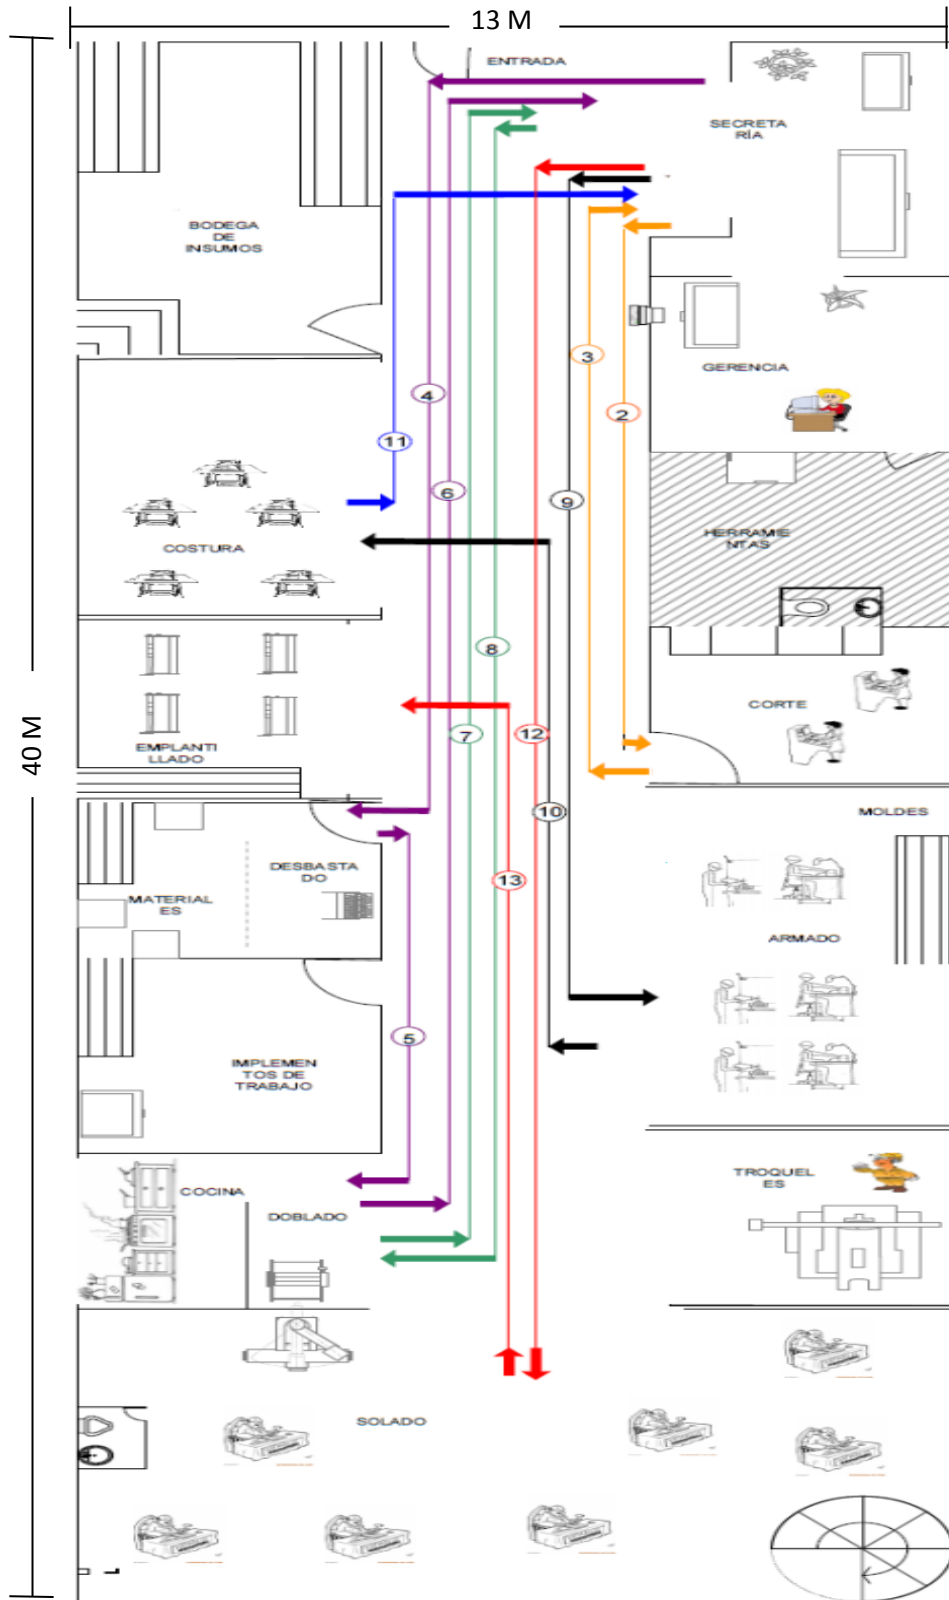 13 M
ENTRADA
SECRETA
RÍA
BODEGA
DE
INSUMOS
3
GERENCIA
4
2
11
6
9
HERRAMIE
NTAS
COSTURA
8
CORTE
7
12
EMPLANTI
LLADO
40 M
10
MOLDES
DESBASTA
DO
13
MATERIAL
ES
ARMADO
5
IMPLEMEN
TOS DE
TRABAJO
TROQUEL
ES
COCINA
DOBLADO
SOLADO